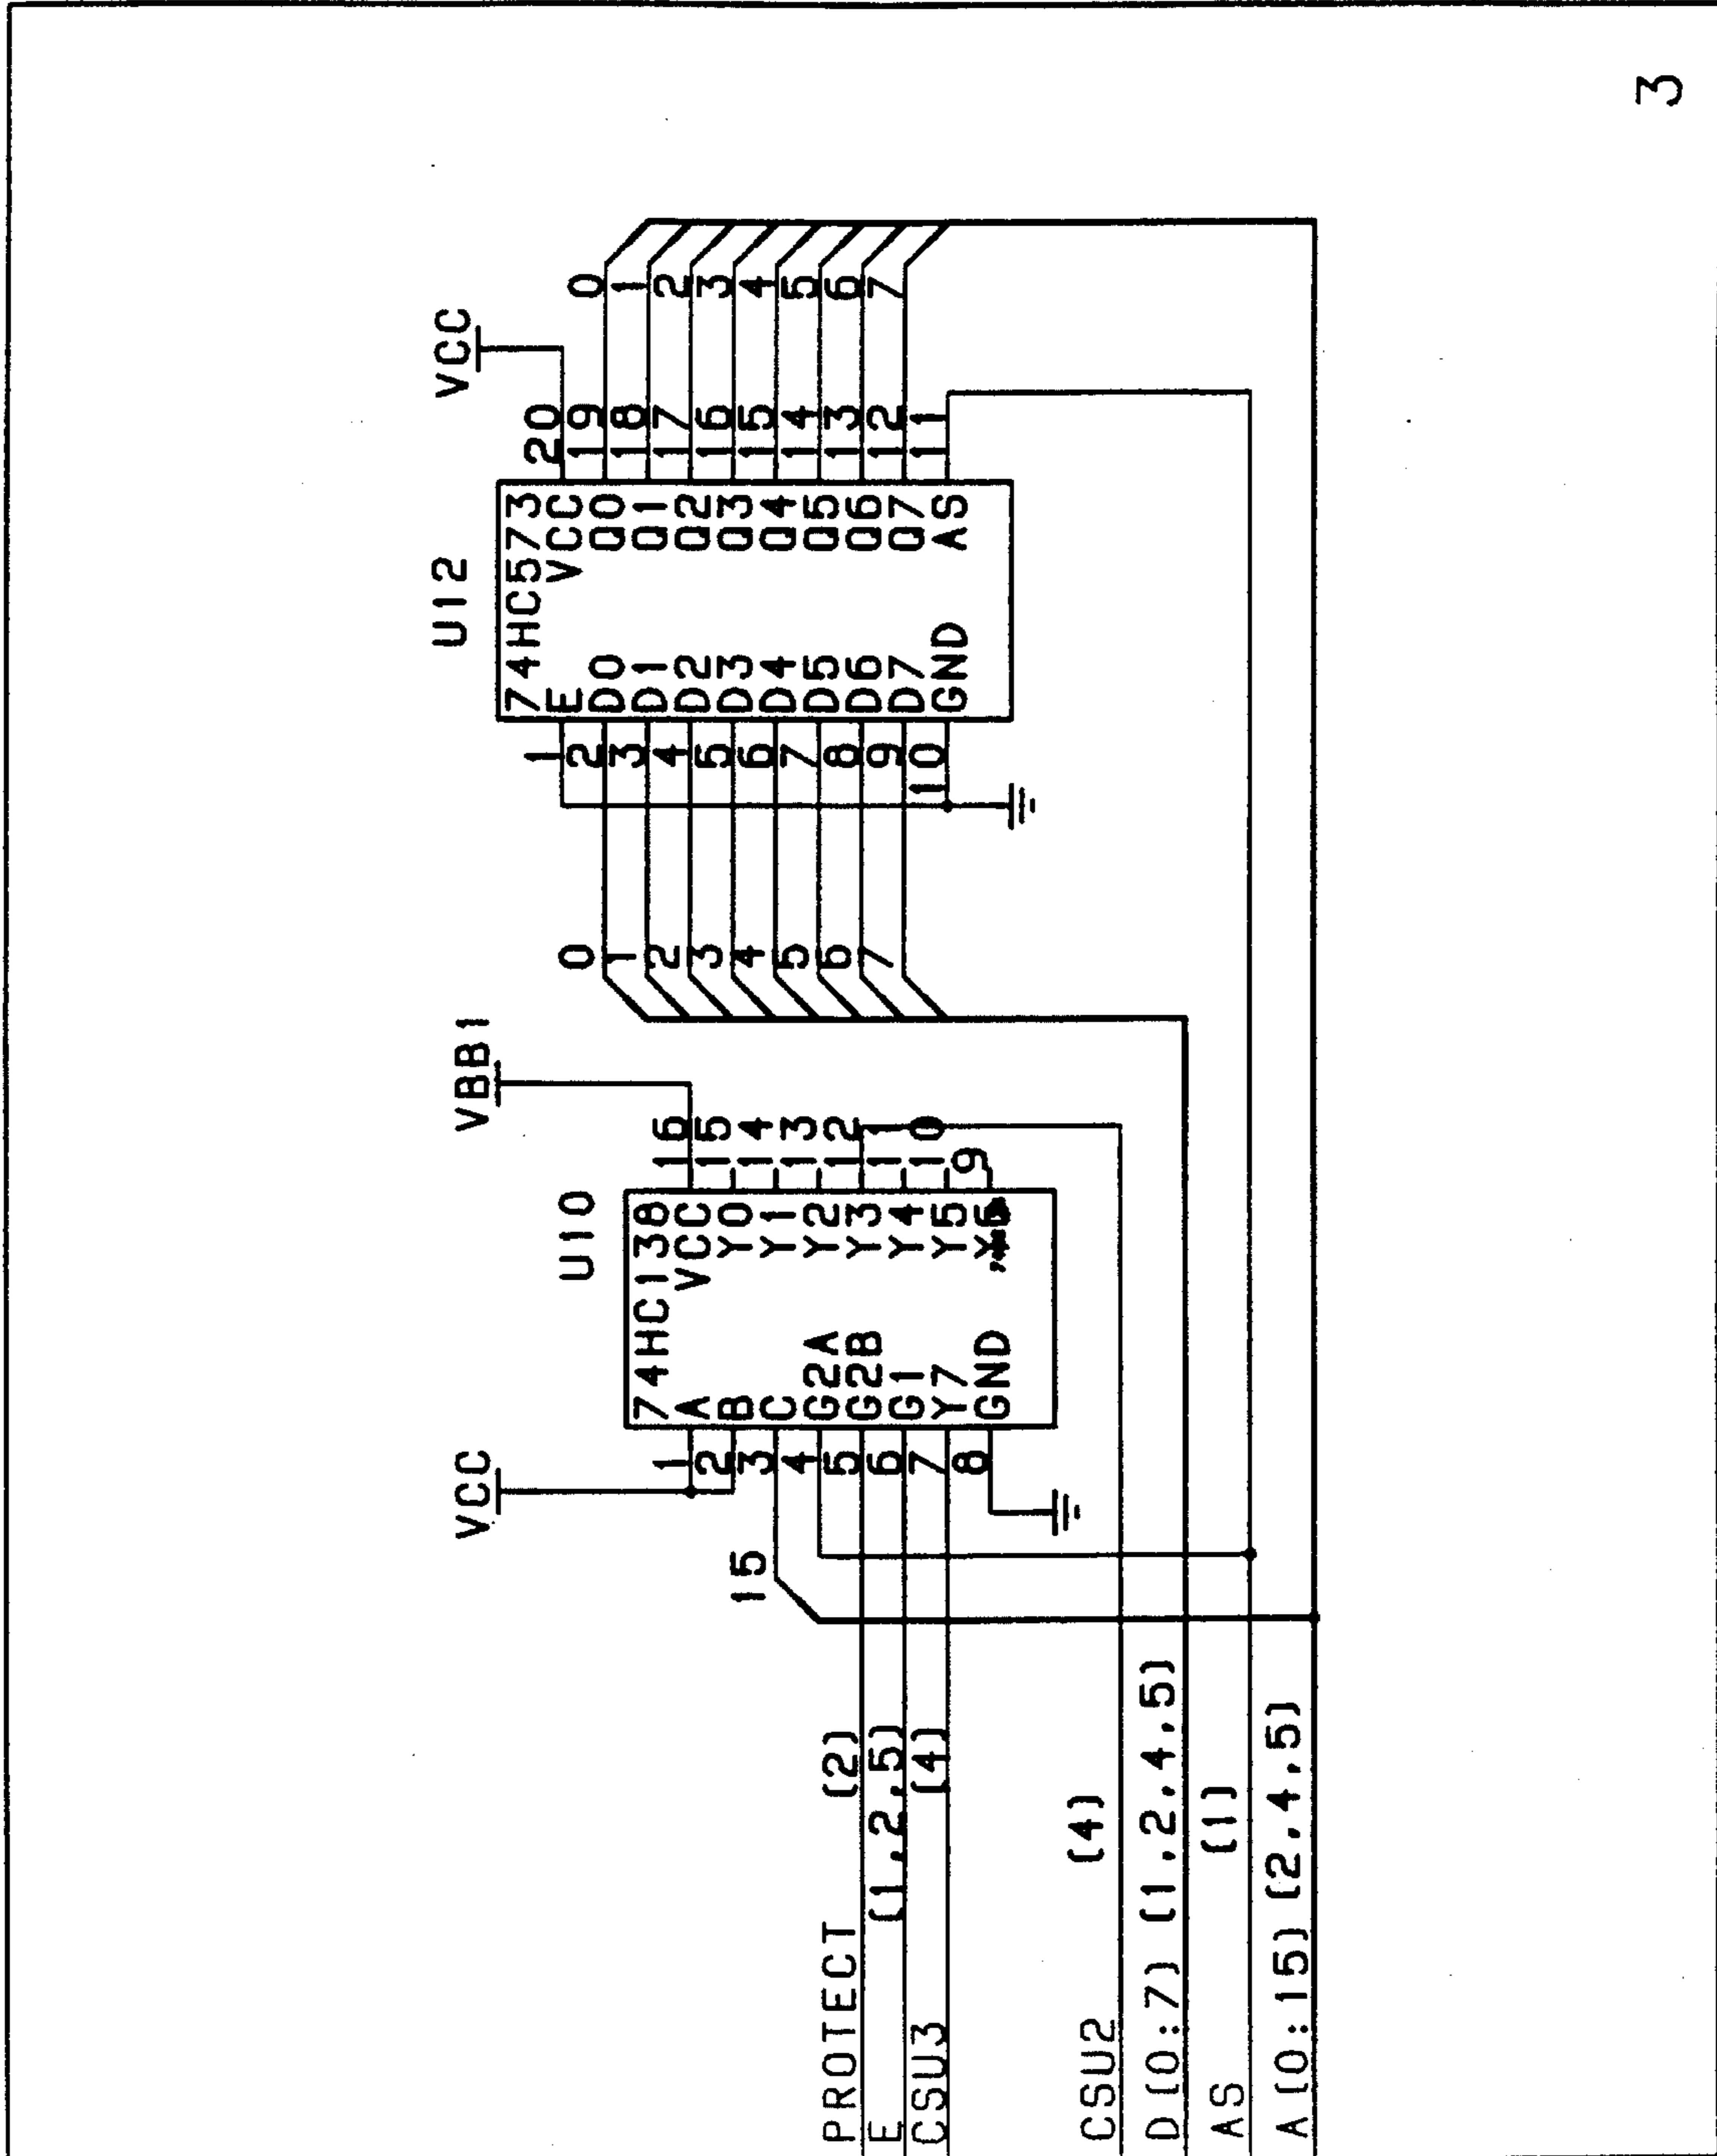 3
U12
VCC
74HC573
1 E VCC 20
2 D0 Q0 19
3 D1 Q1 18
4 D2 Q2 17
5 D3 Q3 16
6 D4 Q4 15
7 D5 Q5 14
8 D6 Q6 13
9 D7 Q7 12
10 GND AS 11
0 0
1 1
2 2
3 3
4 4
5 5
6 6
7 7
VCC
U10
VBB1
74HC138
1 A VCC 16
2 B Y0 15
3 C Y1 14
4 G2A Y2 13
5 G2B Y3 12
6 G1 Y4 11
7 Y7 Y5 10
8 GND Y6 9
15
PROTECT (2)
E (1,2,5)
CSU3 (4)
CSU2 (4)
D(0:7) (1,2,4,5)
AS (1)
A(0:15) (2,4,5)